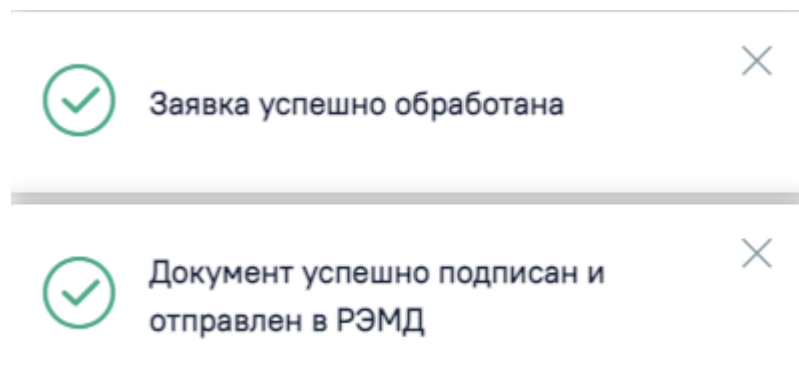 Заявка успешно обработана
Документ успешно подписан и
отправлен в РЭМД